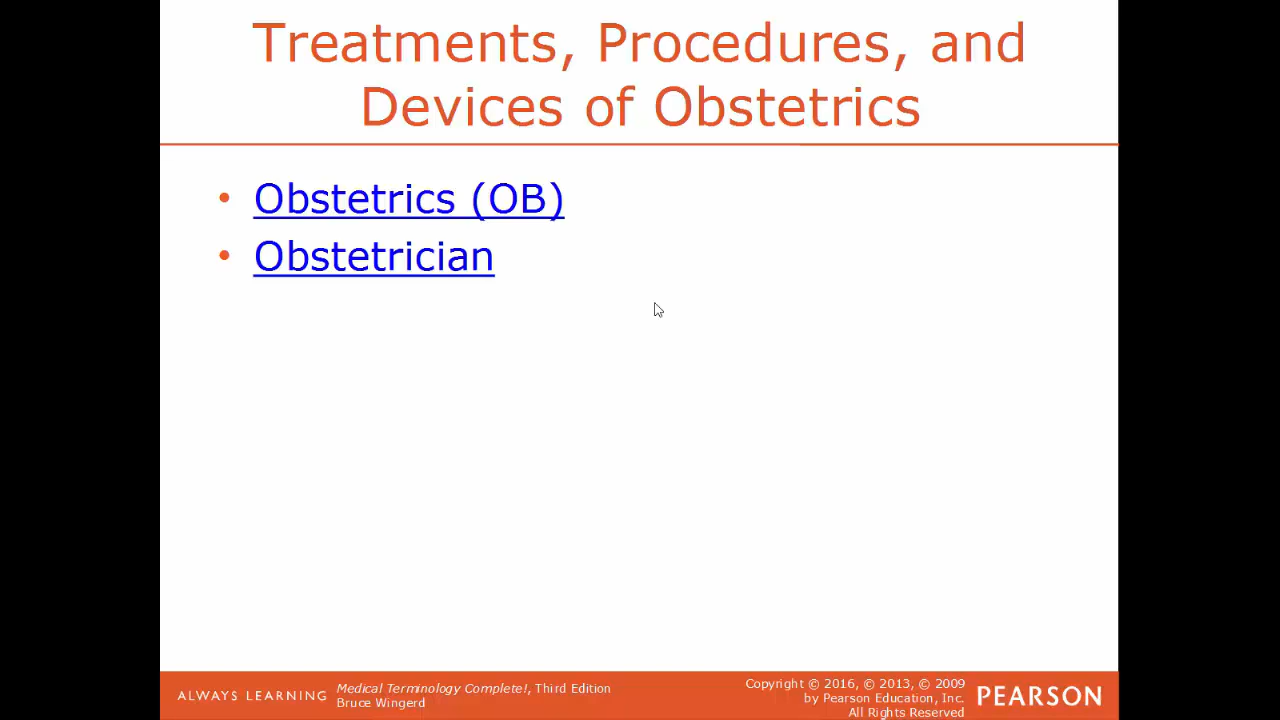 Treatments, Procedures, and
Devices of Obstetrics
• Obstetrics (OB)
• Obstetrician
ALWAYS LEARNING
Medical Terminology Complete!, Third Edition
Bruce Wingerd
Copyright © 2016, © 2013, © 2009
by Pearson Education, Inc.
All Rights Reserved
PEARSON